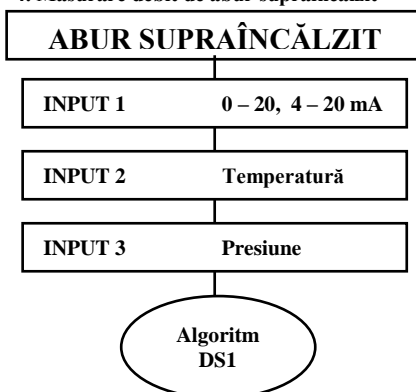 ABUR SUPRAÎNCĂLZIT
INPUT 1 0 – 20, 4 – 20 mA
INPUT 2 Temperatură
INPUT 3 Presiune
Algoritm
DS1